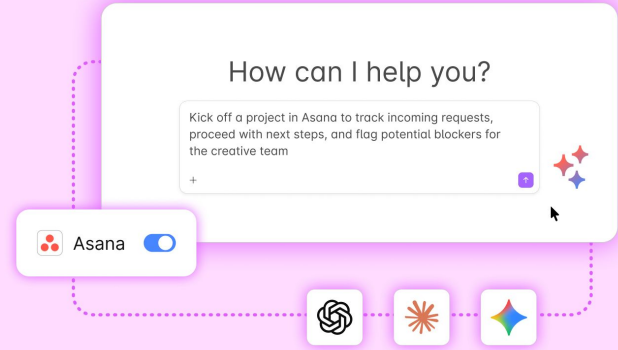 How can I help you?
Kick off a project in Asana to track incoming requests,
proceed with next steps, and flag potential blockers for
the creative team
Asana